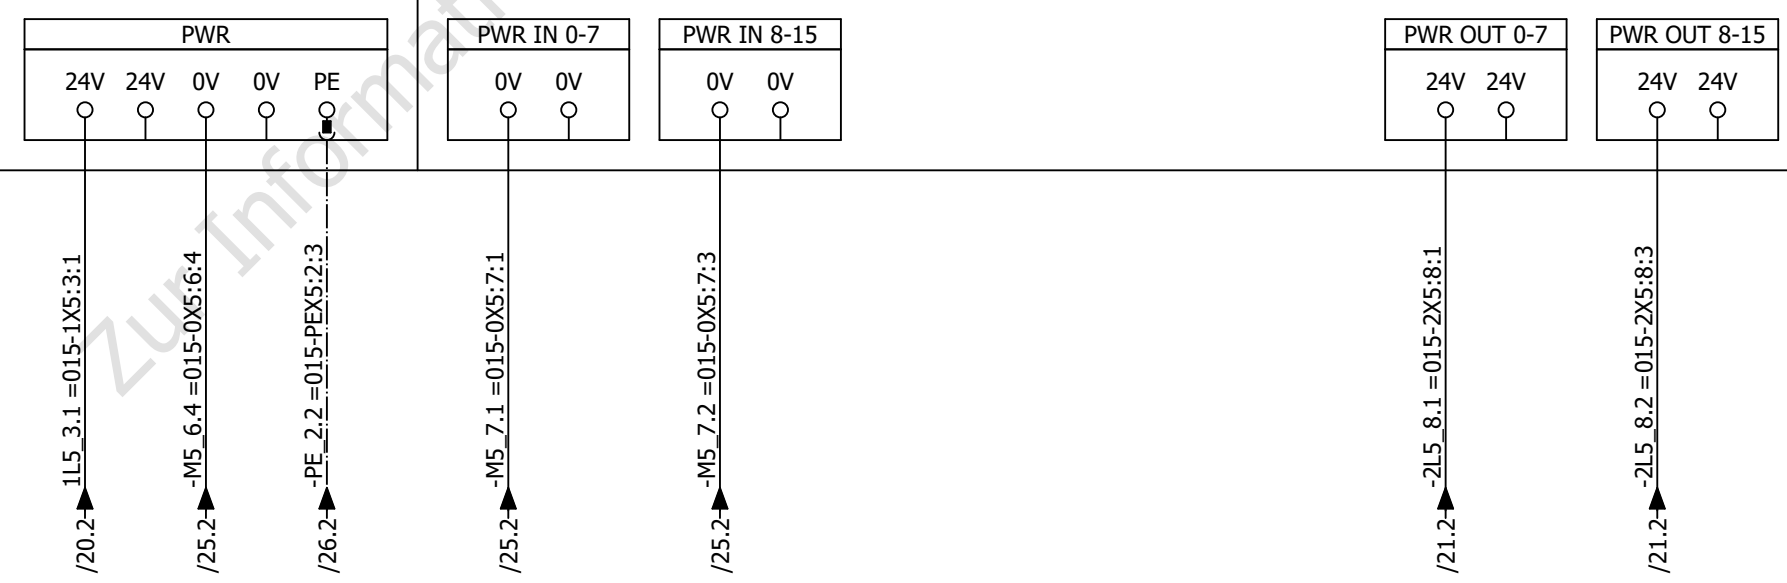 PWR
PWR IN 0-7
PWR IN 8-15
PWR OUT 0-7
PWR OUT 8-15
24V 24V 0V 0V PE
0V 0V
0V 0V
24V 24V
24V 24V
1L5_3.1 =015-1X5:3:1
-M5_6.4 =015-0X5:6:4
-PE_2.2 =015-PEX5:2:3
-M5_7.1 =015-0X5:7:1
-M5_7.2 =015-0X5:7:3
-2L5_8.1 =015-2X5:8:1
-2L5_8.2 =015-2X5:8:3
/20.2
/25.2
/26.2
/25.2
/25.2
/21.2
/21.2
Zur Informati